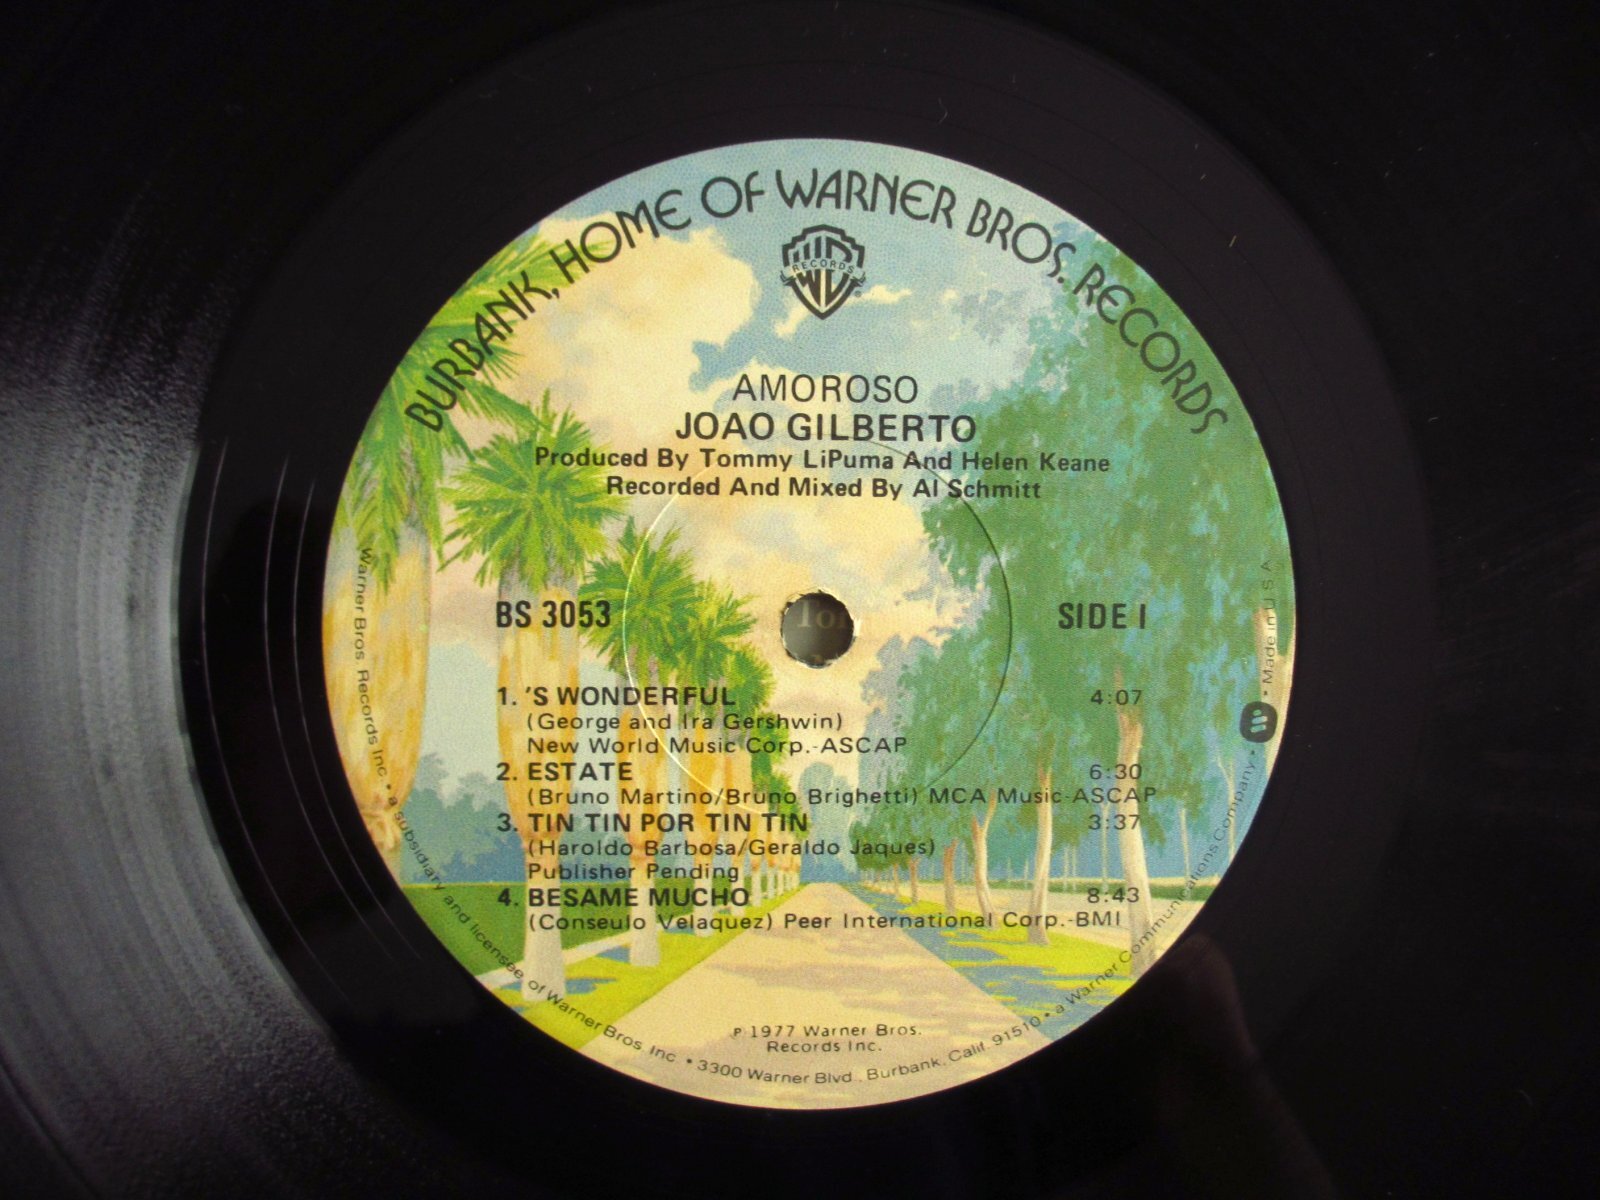 BURBANK, HOME OF WARNER BROS. RECORDS
RECORDS
AMOROSO
JOAO GILBERTO
Produced By Tommy LiPuma And Helen Keane
Recorded And Mixed By Al Schmitt
BS 3053
SIDE I
1. 'S WONDERFUL 4:07
(George and Ira Gershwin)
New World Music Corp.-ASCAP
2. ESTATE 6:30
(Bruno Martino/Bruno Brighetti) MCA Music-ASCAP
3. TIN TIN POR TIN TIN 3:37
(Haroldo Barbosa/Geraldo Jaques)
Publisher Pending
4. BESAME MUCHO 8:43
(Conseulo Velaquez) Peer International Corp.-BMI
℗ 1977 Warner Bros.
Records Inc.
Warner Bros. Records Inc. • a subsidiary and licensee of Warner Bros. Inc. • 3300 Warner Blvd., Burbank, Calif. 91510 • a Warner Communications Company • Made in U.S.A.